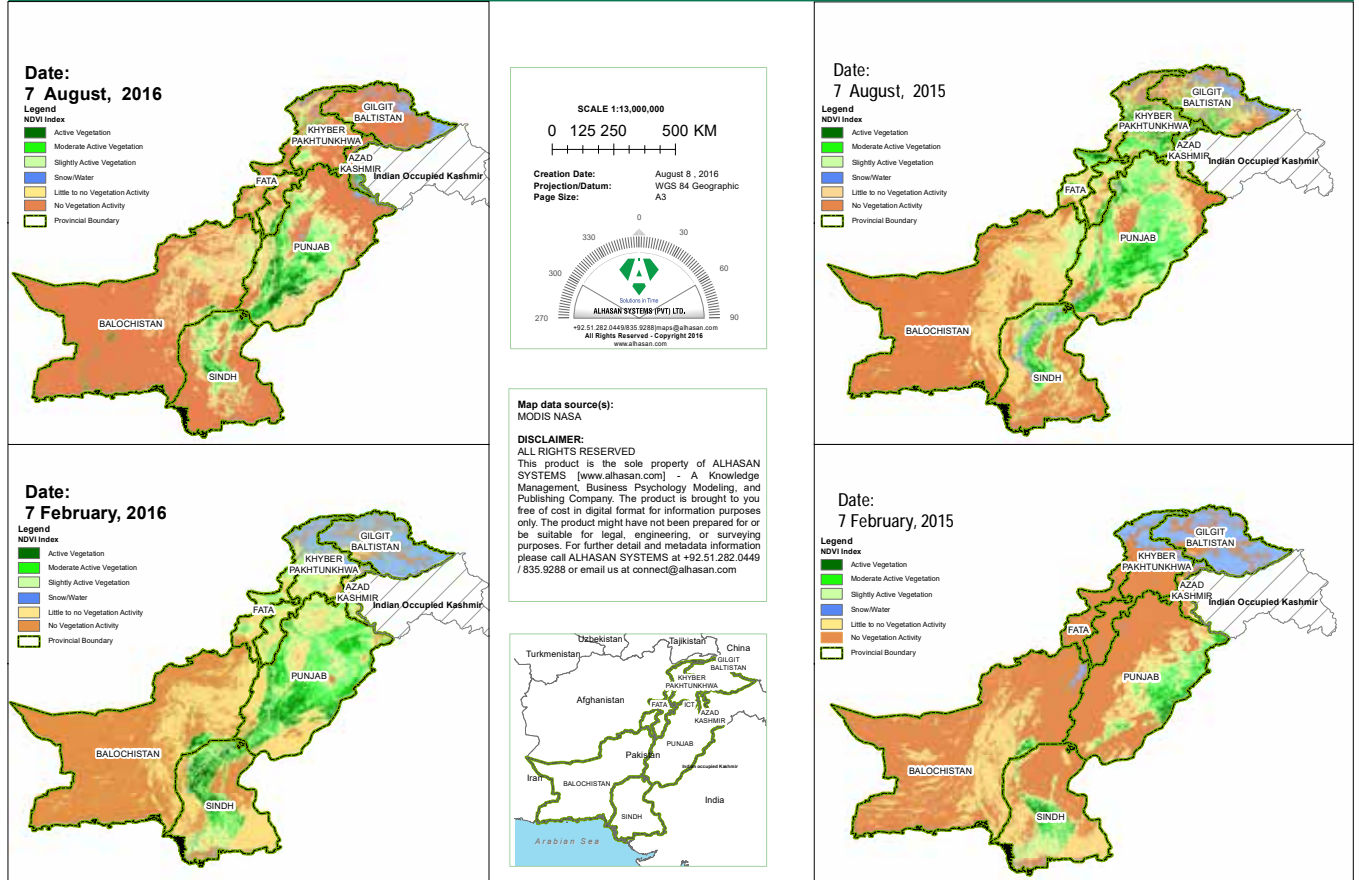 Date:
7 August, 2016
Legend
NDVI Index
Active Vegetation
Moderate Active Vegetation
Slightly Active Vegetation
Snow/Water
Little to no Vegetation Activity
No Vegetation Activity
Provincial Boundary
GILGIT
BALTISTAN
KHYBER
PAKHTUNKHWA
AZAD
KASHMIR
Indian Occupied Kashmir
FATA
PUNJAB
BALOCHISTAN
SINDH
SCALE 1:13,000,000
0 125 250 500 KM
Creation Date: August 8 , 2016
Projection/Datum: WGS 84 Geographic
Page Size: A3
0
330 30
300 60
270 90
Solutions in Time
ALHASAN SYSTEMS (PVT) LTD.
+92.51.282.0449/835.9288|maps@alhasan.com
All Rights Reserved - Copyright 2016
www.alhasan.com
Date:
7 August, 2015
Legend
NDVI Index
Active Vegetation
Moderate Active Vegetation
Slightly Active Vegetation
Snow/Water
Little to no Vegetation Activity
No Vegetation Activity
Provincial Boundary
GILGIT
BALTISTAN
KHYBER
PAKHTUNKHWA
AZAD
KASHMIR
Indian Occupied Kashmir
FATA
PUNJAB
BALOCHISTAN
SINDH
Map data source(s):
MODIS NASA
DISCLAIMER:
ALL RIGHTS RESERVED
This product is the sole property of ALHASAN
SYSTEMS [www.alhasan.com] - A Knowledge
Management, Business Psychology Modeling, and
Publishing Company. The product is brought to you
free of cost in digital format for information purposes
only. The product might have not been prepared for or
be suitable for legal, engineering, or surveying
purposes. For further detail and metadata information
please call ALHASAN SYSTEMS at +92.51.282.0449
/ 835.9288 or email us at connect@alhasan.com
Date:
7 February, 2016
Legend
NDVI Index
Active Vegetation
Moderate Active Vegetation
Slightly Active Vegetation
Snow/Water
Little to no Vegetation Activity
No Vegetation Activity
Provincial Boundary
GILGIT
BALTISTAN
KHYBER
PAKHTUNKHWA
AZAD
KASHMIR
Indian Occupied Kashmir
FATA
PUNJAB
BALOCHISTAN
SINDH
Uzbekistan
Tajikistan
Turkmenistan
China
GILGIT
BALTISTAN
KHYBER
PAKHTUNKHWA
Afghanistan
FATA
ICT
AZAD
KASHMIR
PUNJAB
Pakistan
Indian occupied Kashmir
Iran
BALOCHISTAN
India
SINDH
Arabian Sea
Date:
7 February, 2015
Legend
NDVI Index
Active Vegetation
Moderate Active Vegetation
Slightly Active Vegetation
Snow/Water
Little to no Vegetation Activity
No Vegetation Activity
Provincial Boundary
GILGIT
BALTISTAN
KHYBER
PAKHTUNKHWA
AZAD
KASHMIR
Indian Occupied Kashmir
FATA
PUNJAB
BALOCHISTAN
SINDH